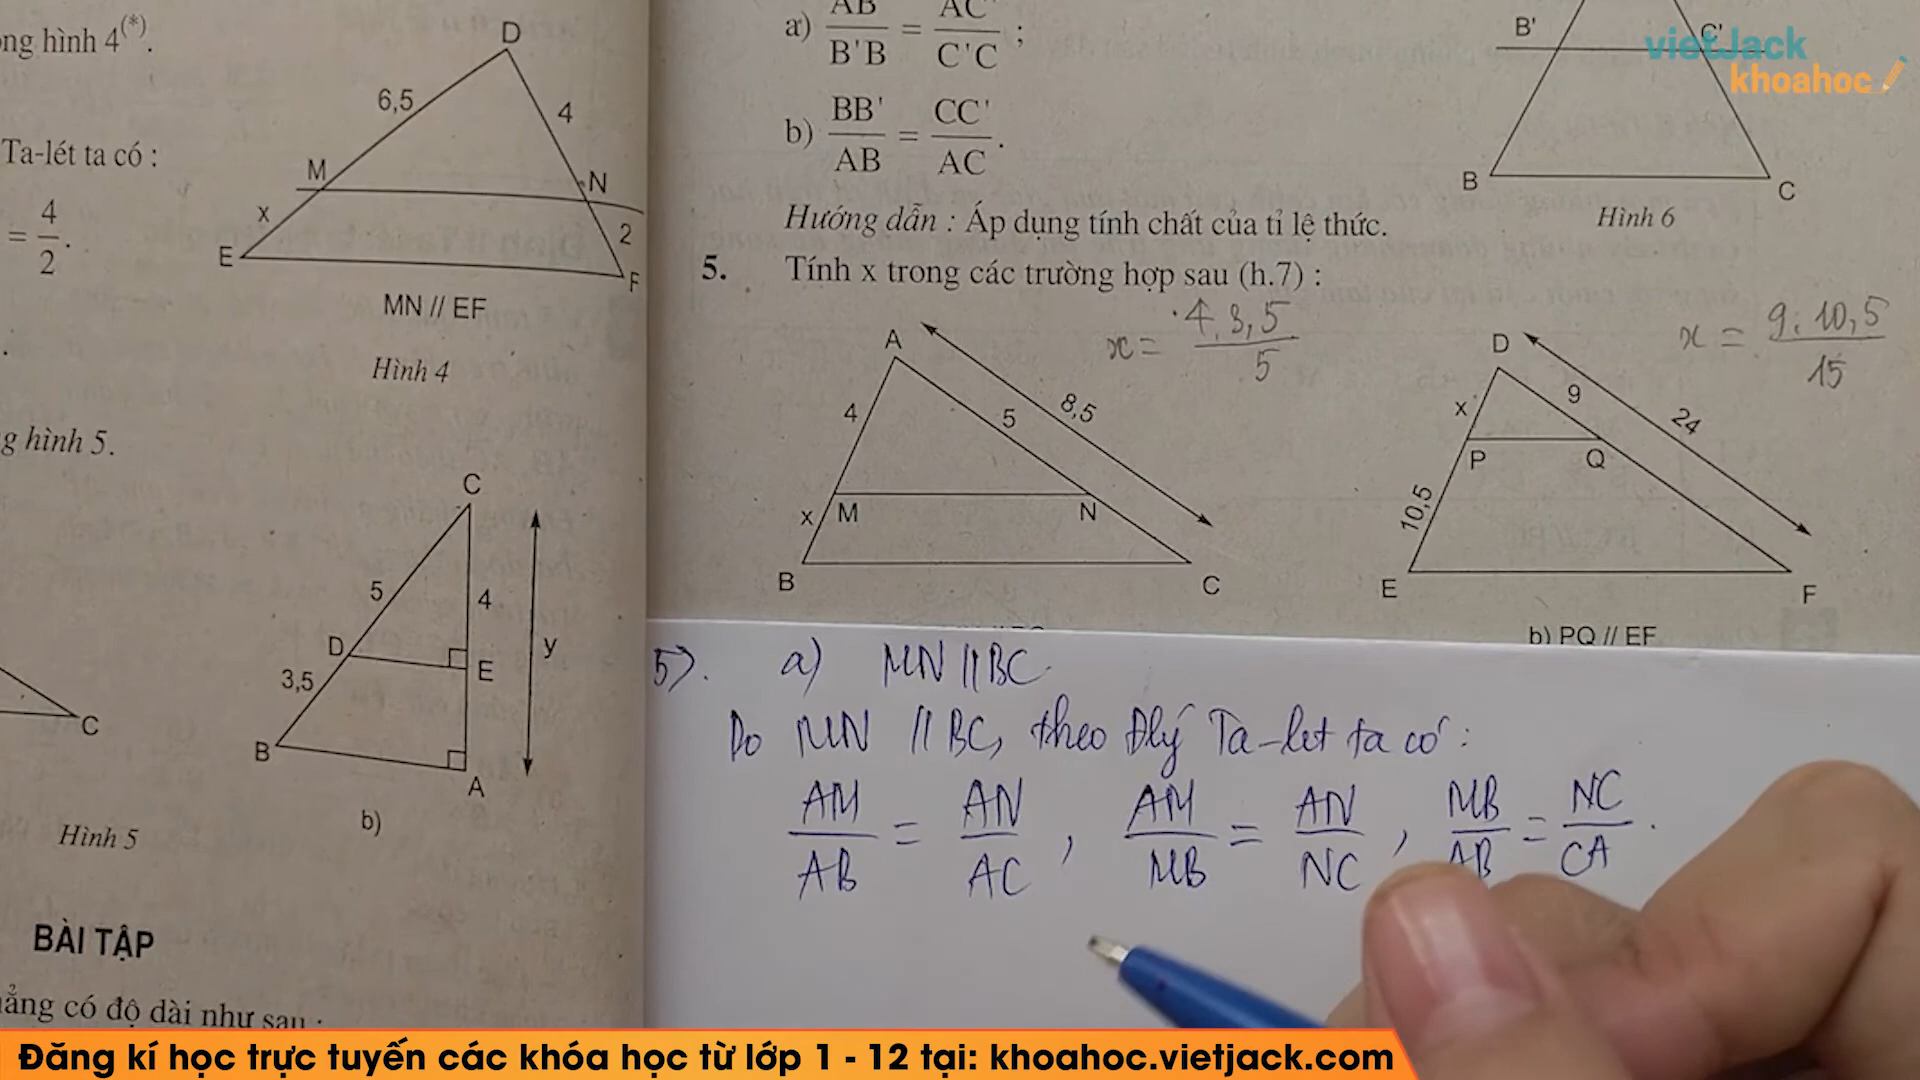 ng hình 4(*).
Ta-lét ta có :
= 4/2.
D
6,5
4
M
N
x
2
E
F
MN // EF
Hình 4
g hình 5.
C
5
4
D
E
y
3,5
B
A
C
b)
Hình 5
BÀI TẬP
ẳng có độ dài như sau :
a) AB'/B'B = AC'/C'C ;
b) BB'/AB = CC'/AC.
Hướng dẫn : Áp dụng tính chất của tỉ lệ thức.
B'
C'
B
C
Hình 6
vietJack
khoahoc
5. Tính x trong các trường hợp sau (h.7) :
x = 4.3,5/5
x = 9.10,5/15
A
4
5
8,5
x
M
N
B
C
D
x
9
24
P
Q
10,5
E
F
b) PQ // EF
5). a) MN // BC
Do MN // BC, theo Đlý Ta-let ta có :
AM/AB = AN/AC , AM/MB = AN/NC , MB/AB = NC/CA .
Đăng kí học trực tuyến các khóa học từ lớp 1 - 12 tại: khoahoc.vietjack.com